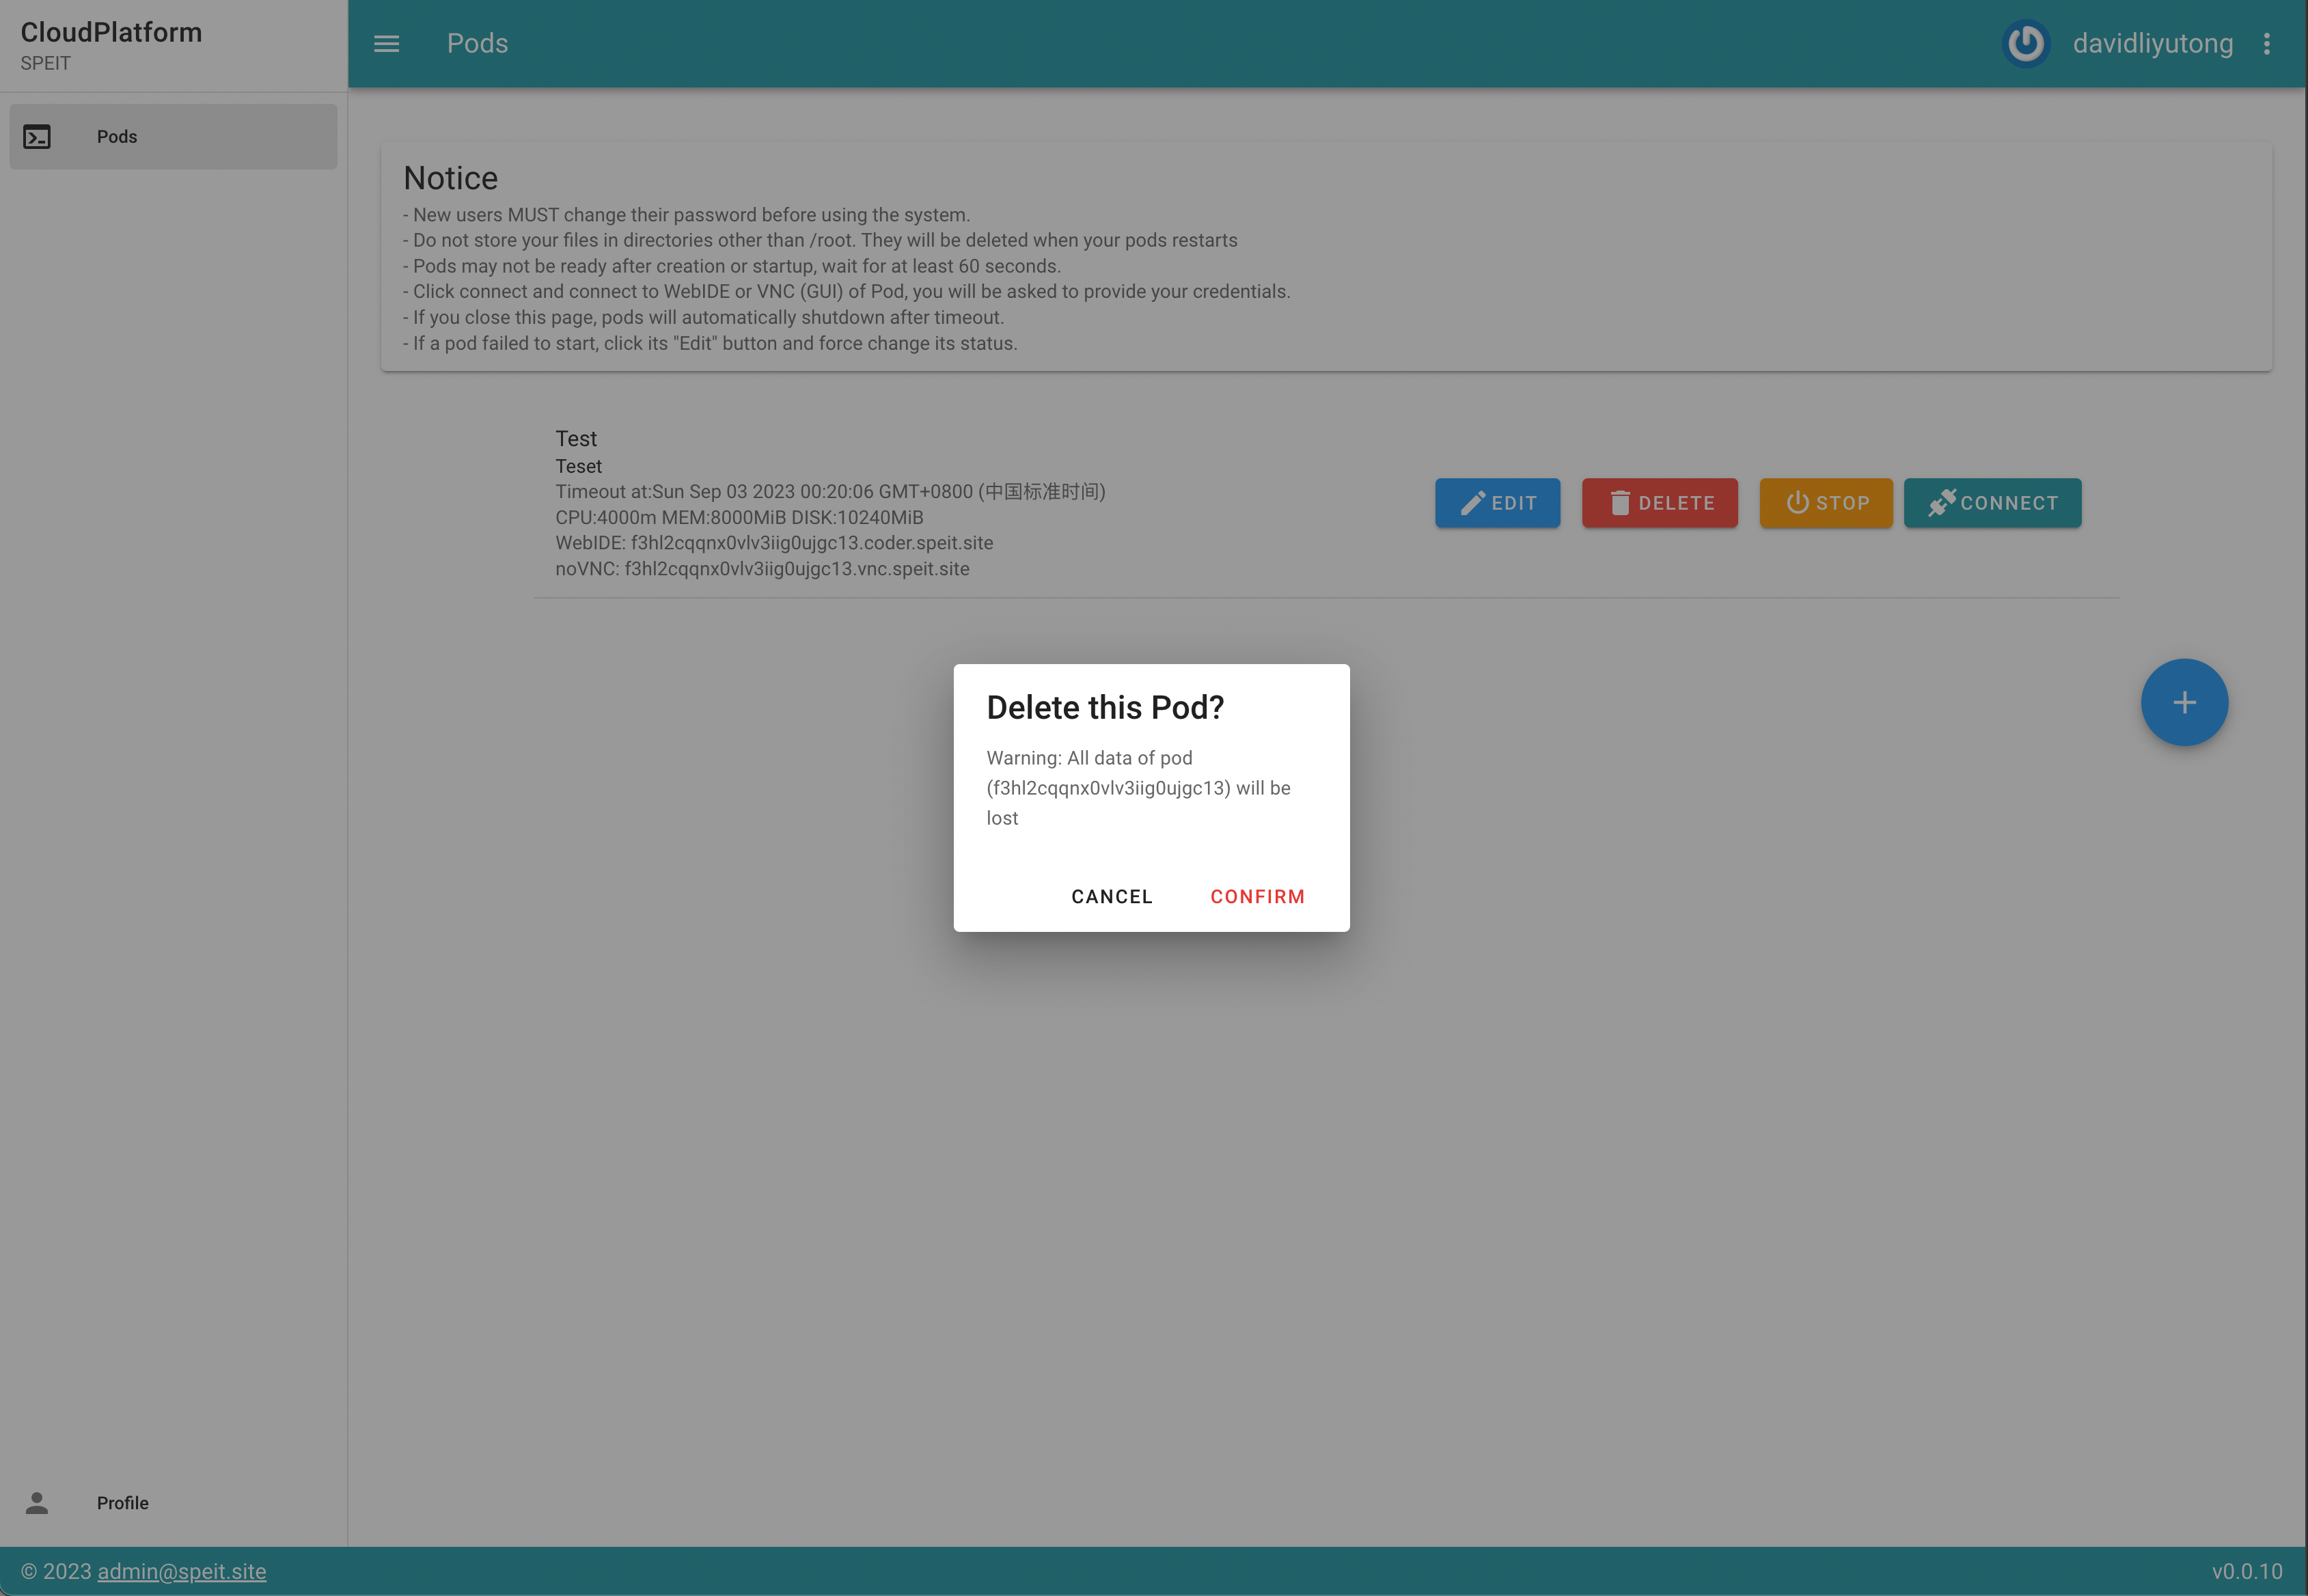 CloudPlatform
SPEIT
Pods
davidliyutong
Pods
Notice
- New users MUST change their password before using the system.
- Do not store your files in directories other than /root. They will be deleted when your pods restarts
- Pods may not be ready after creation or startup, wait for at least 60 seconds.
- Click connect and connect to WebIDE or VNC (GUI) of Pod, you will be asked to provide your credentials.
- If you close this page, pods will automatically shutdown after timeout.
- If a pod failed to start, click its "Edit" button and force change its status.
Test
Teset
Timeout at:Sun Sep 03 2023 00:20:06 GMT+0800 (中国标准时间)
CPU:4000m MEM:8000MiB DISK:10240MiB
WebIDE: f3hl2cqqnx0vlv3iig0ujgc13.coder.speit.site
noVNC: f3hl2cqqnx0vlv3iig0ujgc13.vnc.speit.site
EDIT
DELETE
STOP
CONNECT
Delete this Pod?
Warning: All data of pod
(f3hl2cqqnx0vlv3iig0ujgc13) will be
lost
CANCEL
CONFIRM
Profile
© 2023 admin@speit.site
v0.0.10